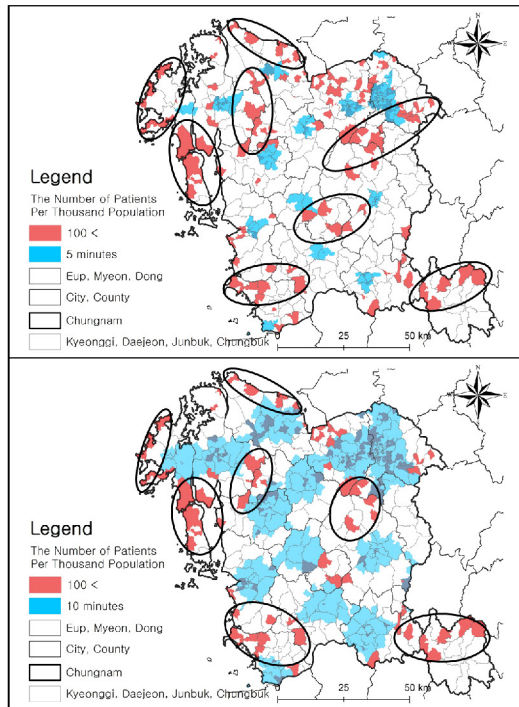 N
W
E
S
Legend
The Number of Patients
Per Thousand Population
100 <
5 minutes
Eup, Myeon, Dong
City, County
Chungnam
Kyeonggi, Daejeon, Junbuk, Chungbuk
0 25 50 km
N
W
E
S
Legend
The Number of Patients
Per Thousand Population
100 <
10 minutes
Eup, Myeon, Dong
City, County
Chungnam
Kyeonggi, Daejeon, Junbuk, Chungbuk
0 25 50 km